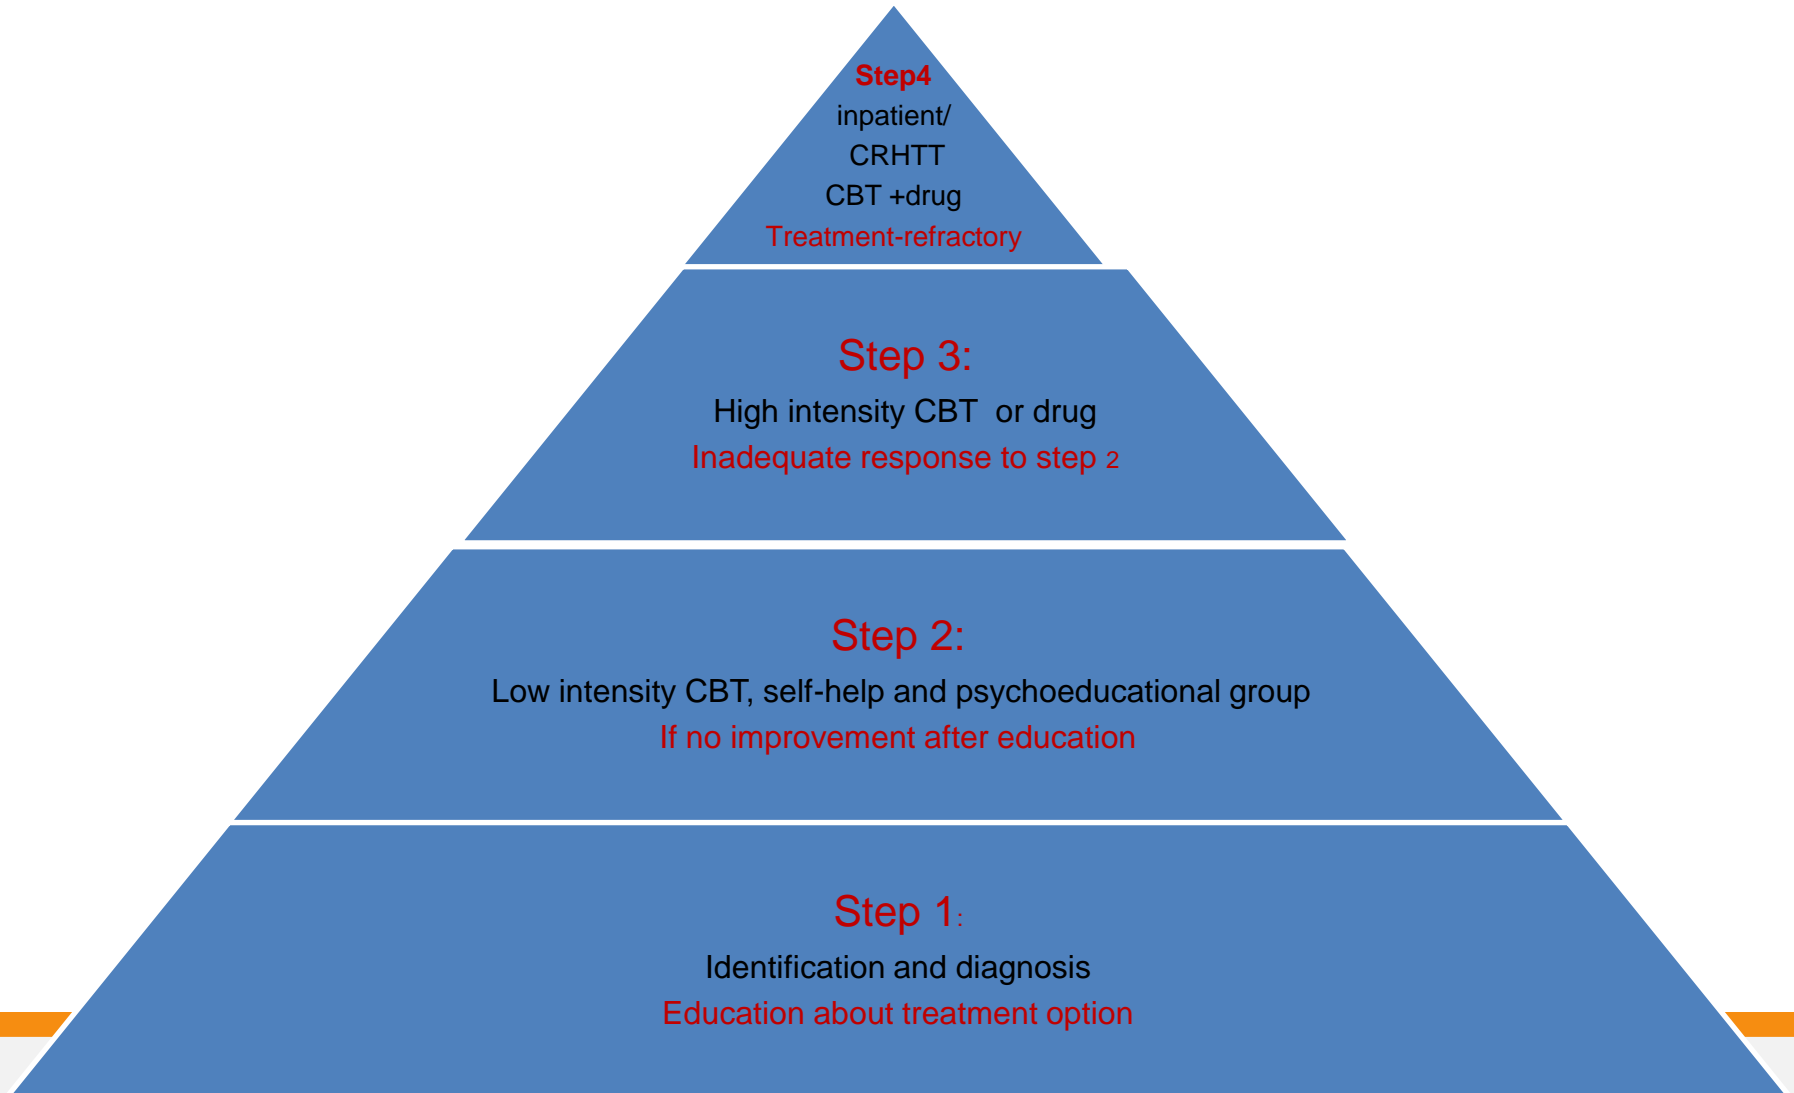 Step4
inpatient/
CRHTT
CBT +drug
Treatment-refractory
Step 3:
High intensity CBT or drug
Inadequate response to step 2
Step 2:
Low intensity CBT, self-help and psychoeducational group
If no improvement after education
Step 1:
Identification and diagnosis
Education about treatment option